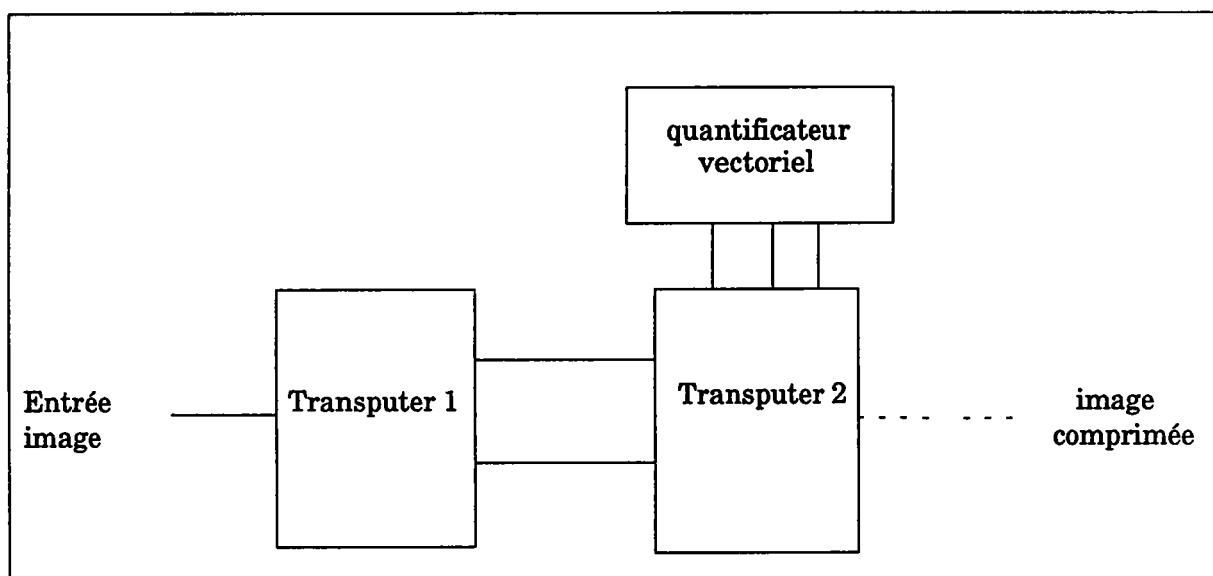 quantificateur
vectoriel
Entrée
image
Transputer 1
Transputer 2
image
comprimée